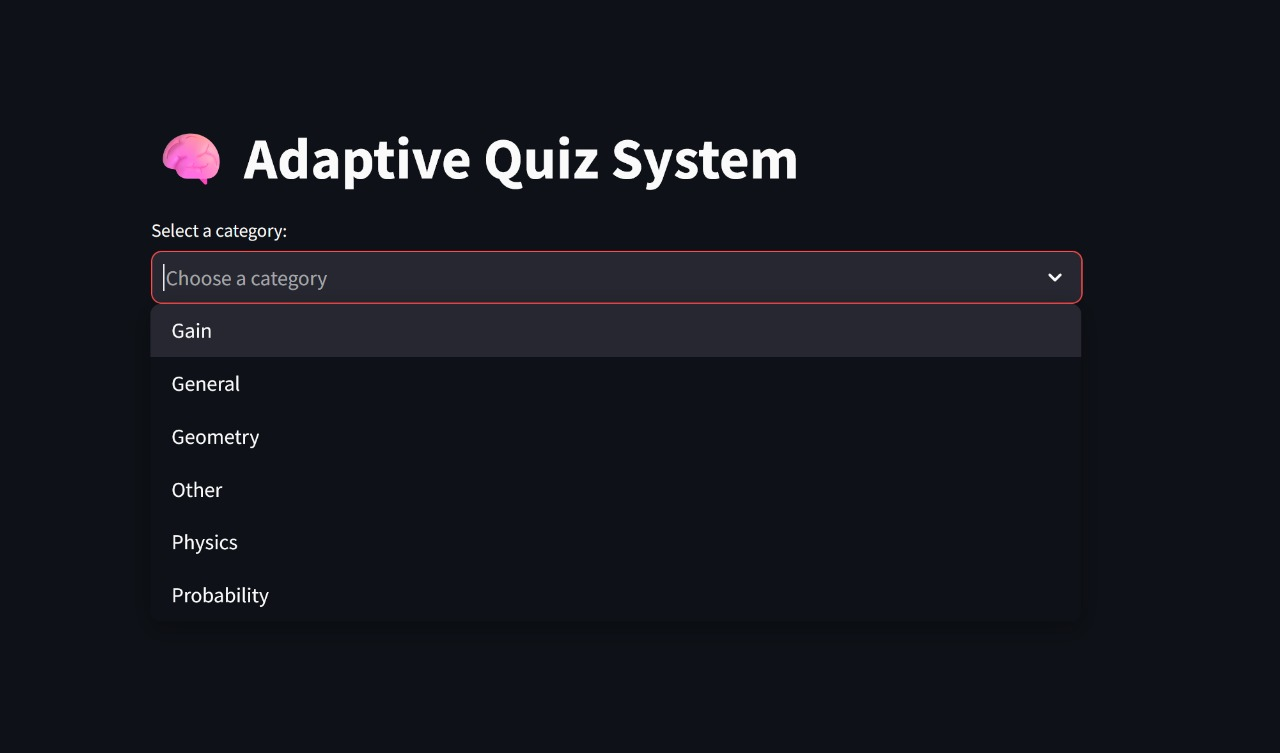 Adaptive Quiz System
Select a category:
Choose a category
Gain
General
Geometry
Other
Physics
Probability